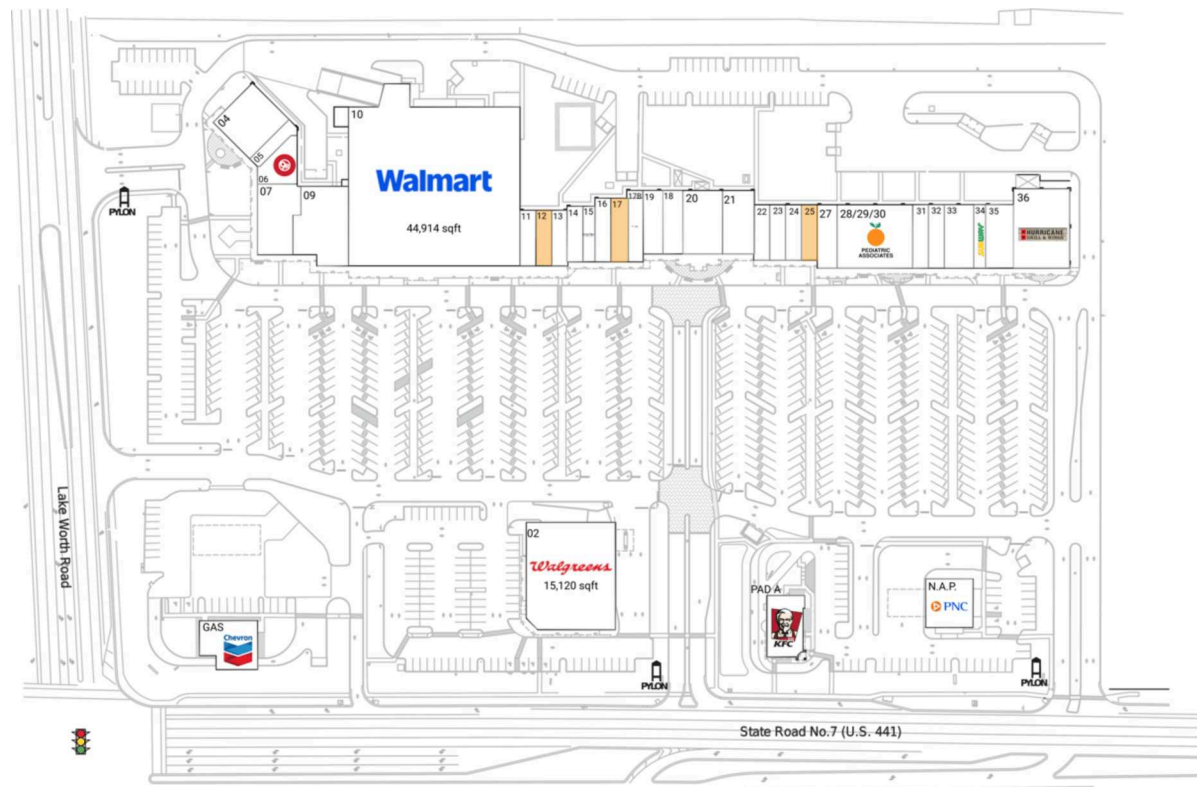 04
05
06
07
09
10
Walmart
44,914 sqft
11
12
13
14
15
16
17
17B
19
18
20
21
22
23
24
25
27
28/29/30
PEDIATRIC
ASSOCIATES
31
32
33
34
SUBWAY
35
36
HURRICANE
GRILL & WINGS
PYLON
Lake Worth Road
02
Walgreens
15,120 sqft
GAS
Chevron
PAD A
KFC
N.A.P.
PNC
PYLON
PYLON
State Road No.7 (U.S. 441)